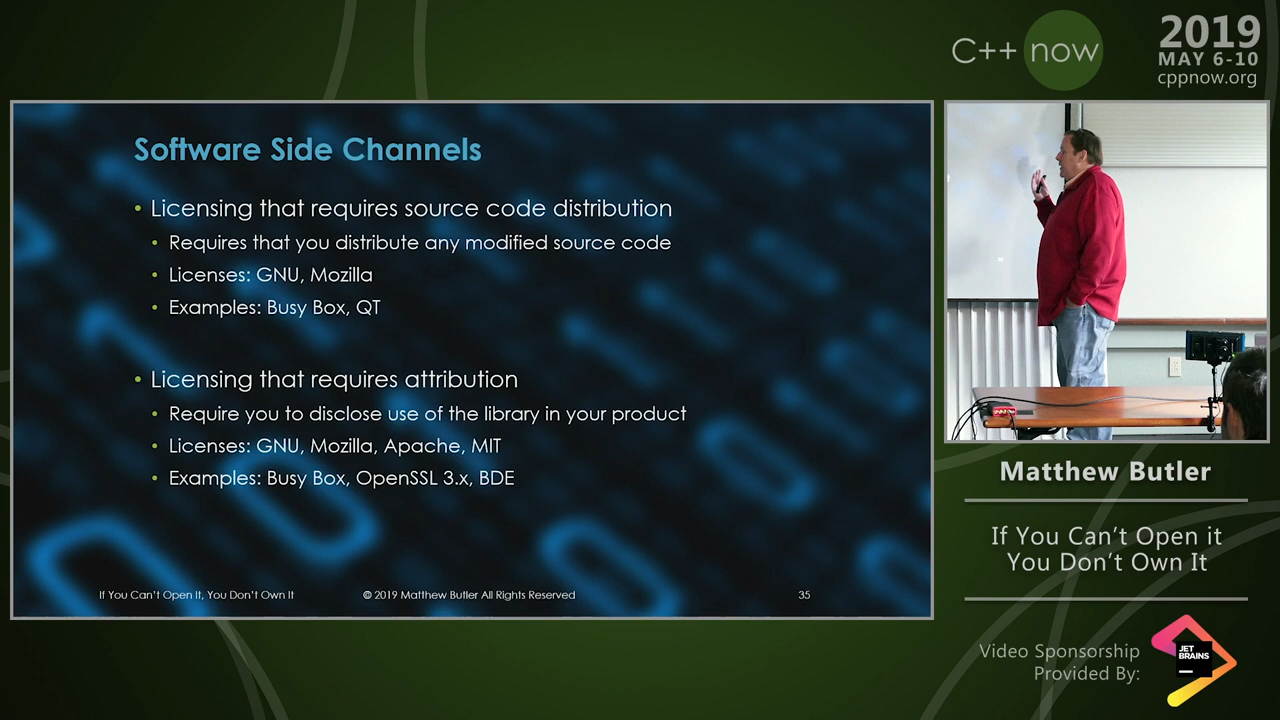 C++ now
2019
MAY 6-10
cppnow.org
Software Side Channels
• Licensing that requires source code distribution
• Requires that you distribute any modified source code
• Licenses: GNU, Mozilla
• Examples: Busy Box, QT
• Licensing that requires attribution
• Require you to disclose use of the library in your product
• Licenses: GNU, Mozilla, Apache, MIT
• Examples: Busy Box, OpenSSL 3.x, BDE
If You Can't Open It, You Don't Own It © 2019 Matthew Butler All Rights Reserved 35
Matthew Butler
If You Can't Open it
You Don't Own It
Video Sponsorship
Provided By:
JET
BRAINS